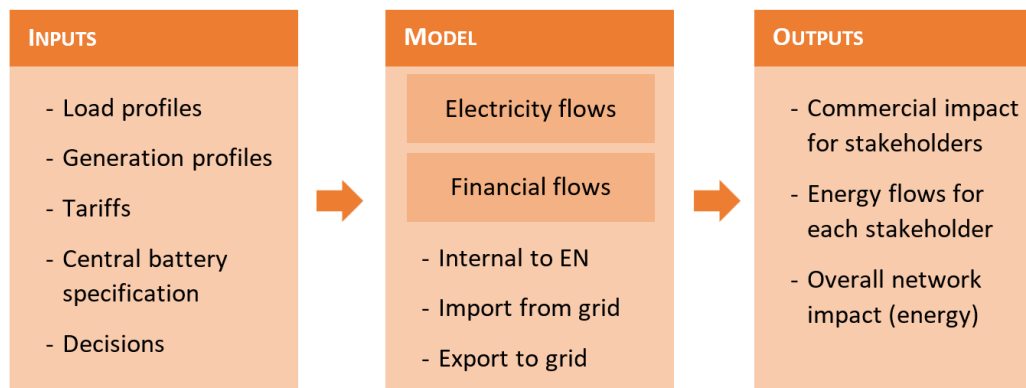 INPUTS
- Load profiles
- Generation profiles
- Tariffs
- Central battery
specification
- Decisions
MODEL
Electricity flows
Financial flows
- Internal to EN
- Import from grid
- Export to grid
OUTPUTS
- Commercial impact
for stakeholders
- Energy flows for
each stakeholder
- Overall network
impact (energy)